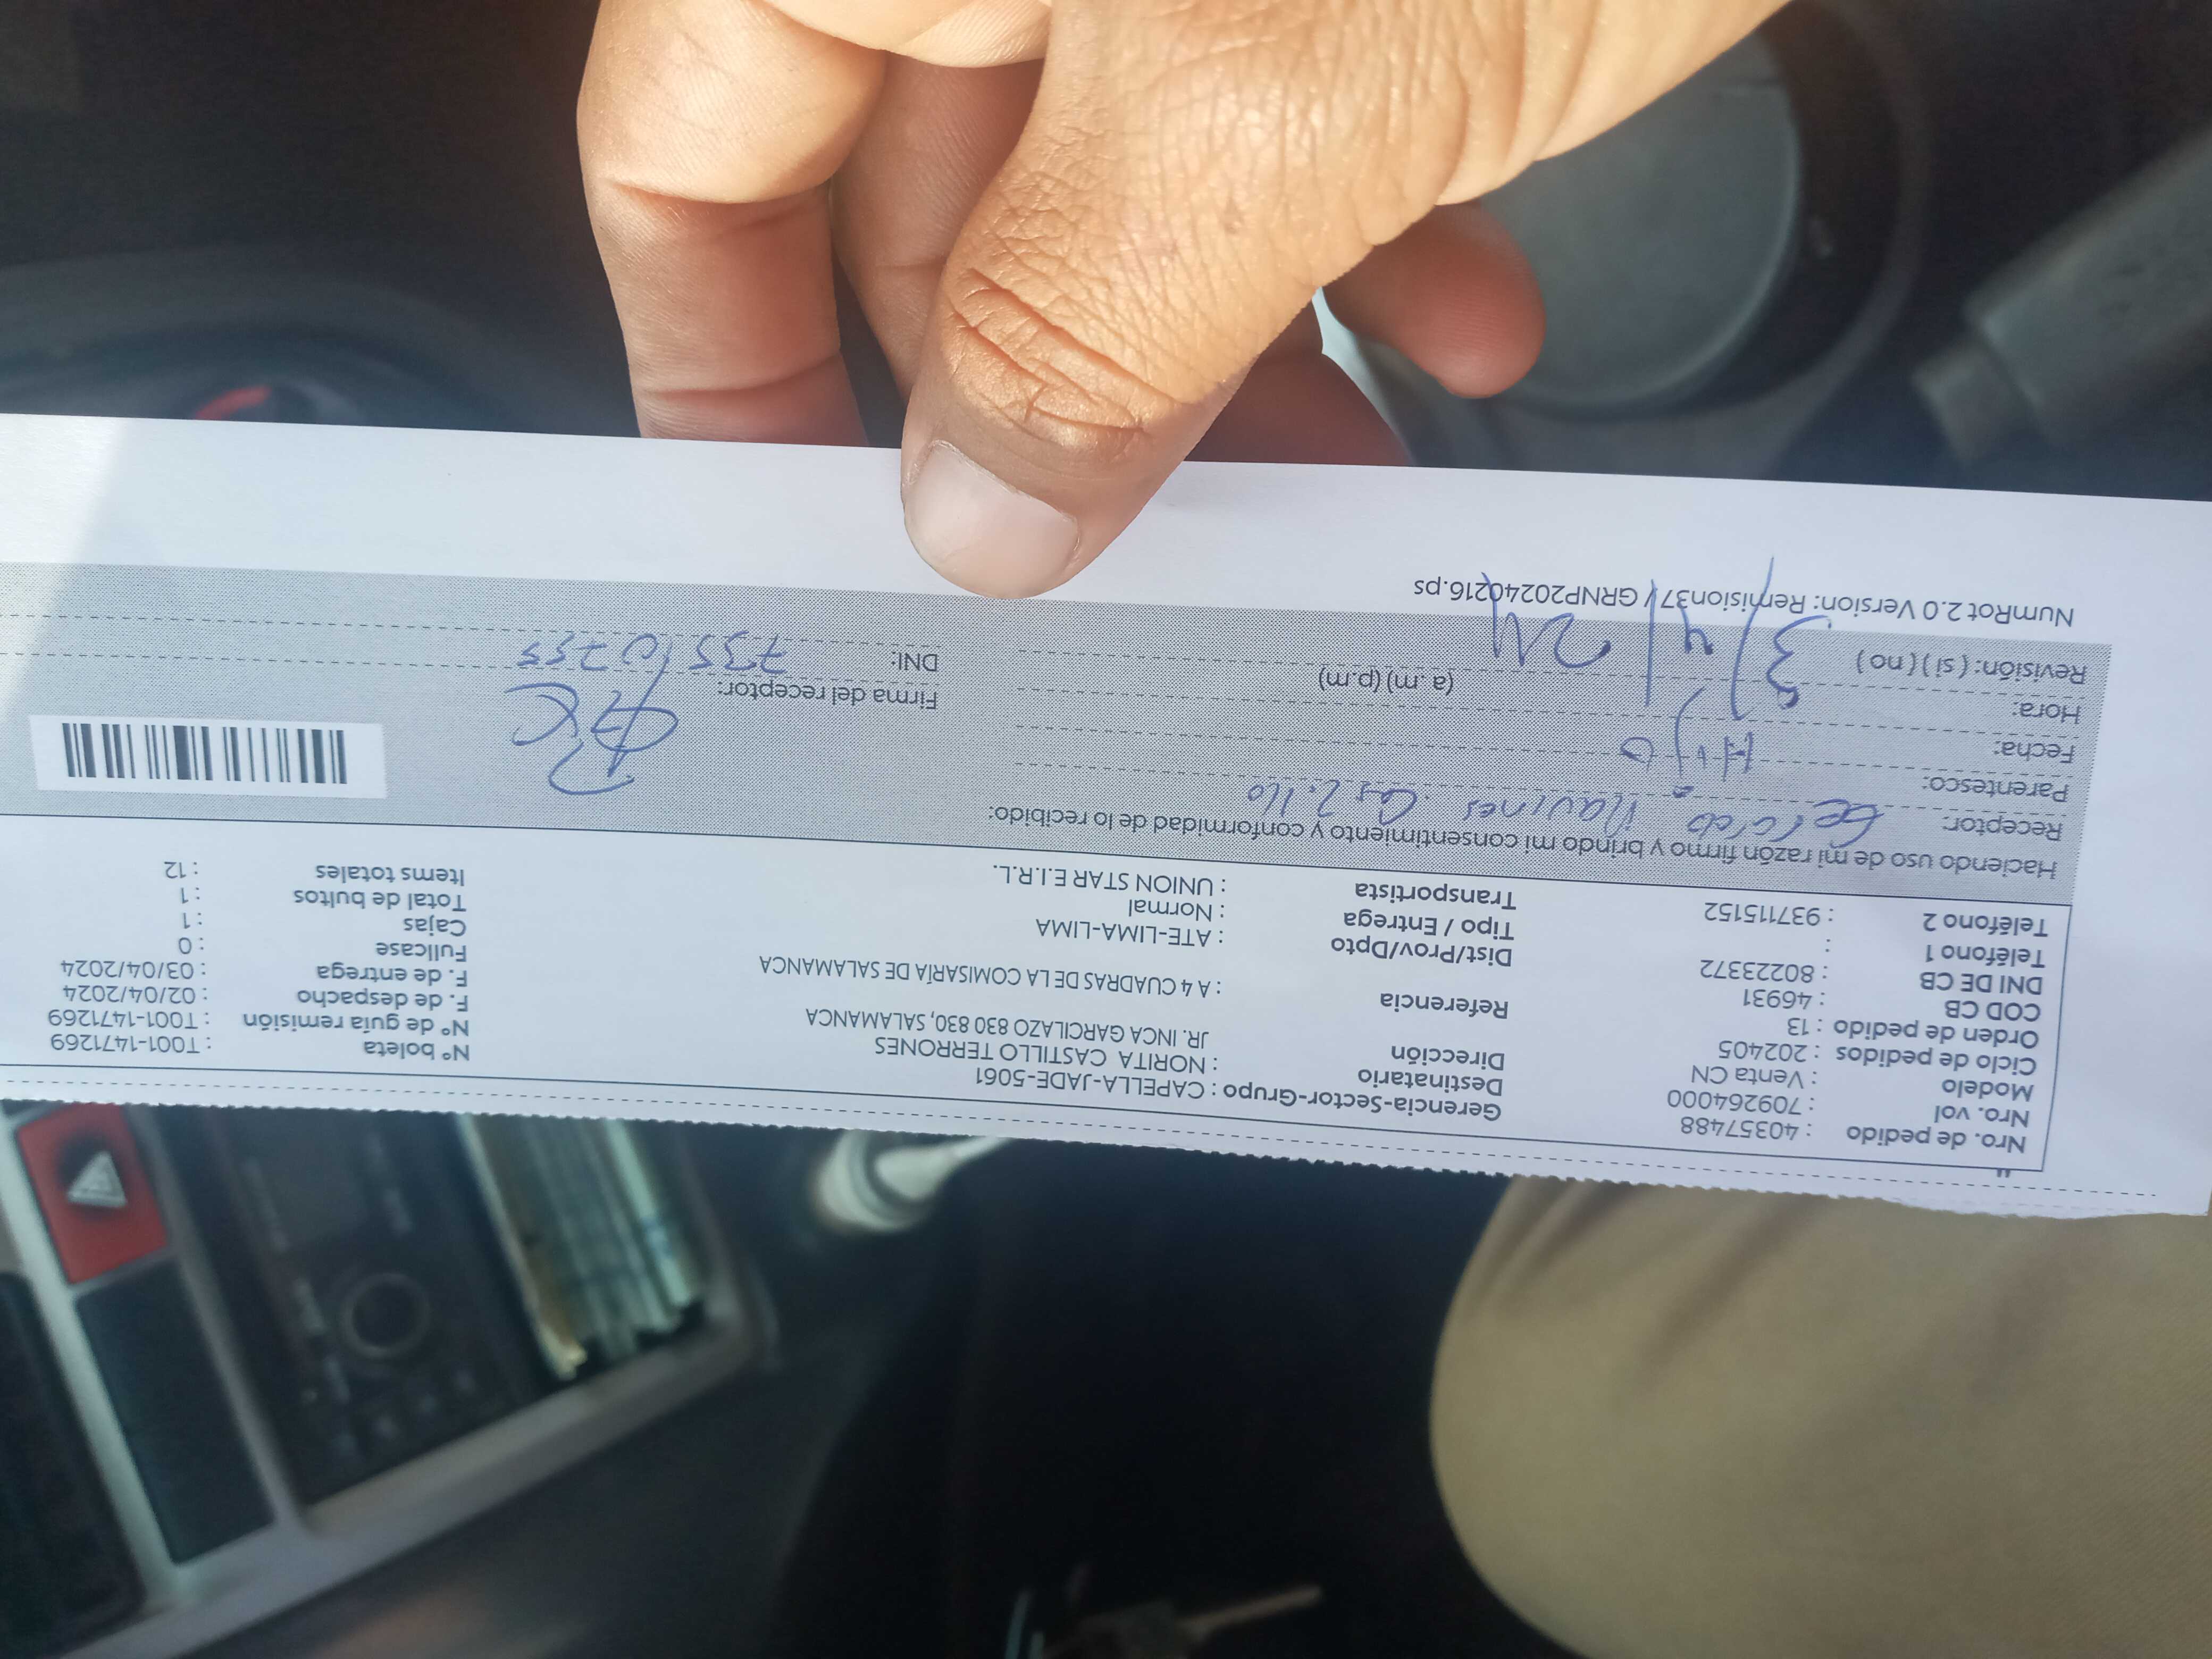 Nro. de pedido : 40357488 Gerencia-Sector-Grupo : CAPELLA-JADE-5061 N° boleta : T001-1471269
Nro. vol : 709264000 Destinatario : NORITA CASTILLO TERRONES N° de guía remisión : T001-1471269
Modelo : Venta CN Dirección JR. INCA GARCILAZO 830 830, SALAMANCA F. de despacho : 02/04/2024
Ciclo de pedidos : 202405 Referencia : A 4 CUADRAS DE LA COMISARÍA DE SALAMANCA F. de entrega : 03/04/2024
Orden de pedido : 13 Dist/Prov/Dpto : ATE-LIMA-LIMA Fullcase : 0
COD CB : 46931 Tipo / Entrega : Normal Cajas : 1
DNI DE CB : 80223372 Transportista : UNION STAR E.I.R.L. Total de bultos : 1
Teléfono 1 : Items totales : 12
Teléfono 2 : 937115152
Haciendo uso de mi razón firmo y brindo mi consentimiento y conformidad de lo recibido:
Receptor: Gerardo Ravines Castillo
Parentesco: Hijo
Fecha: 3/4/24
Hora: (a. m) (p.m) Firma del receptor:
Revisión: ( si ) ( no ) DNI:
NumRot 2.0 Version: Remision37 / GRNP20240216.ps